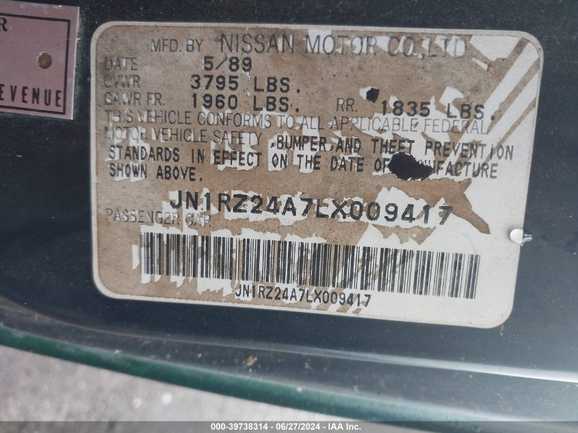 R
EVENUE
MFD. BY NISSAN MOTOR CO., LTD
DATE 5/89
GVWR 3795 LBS.
GAWR FR. 1960 LBS. RR. 1835 LBS.
THIS VEHICLE CONFORMS TO ALL APPLICABLE FEDERAL
MOTOR VEHICLE SAFETY, BUMPER, AND THEFT PREVENTION
STANDARDS IN EFFECT ON THE DATE OF MANUFACTURE
SHOWN ABOVE.
JN1RZ24A7LX009417
PASSENGER CAR
JN1RZ24A7LX009417
000-39738314 | 06/27/2024 - IAA Inc.